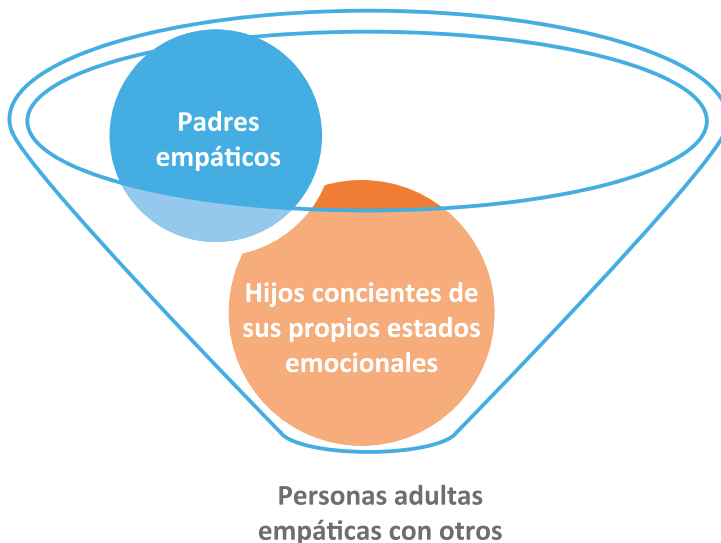 Padres
empáticos
Hijos concientes de
sus propios estados
emocionales
Personas adultas
empáticas con otros